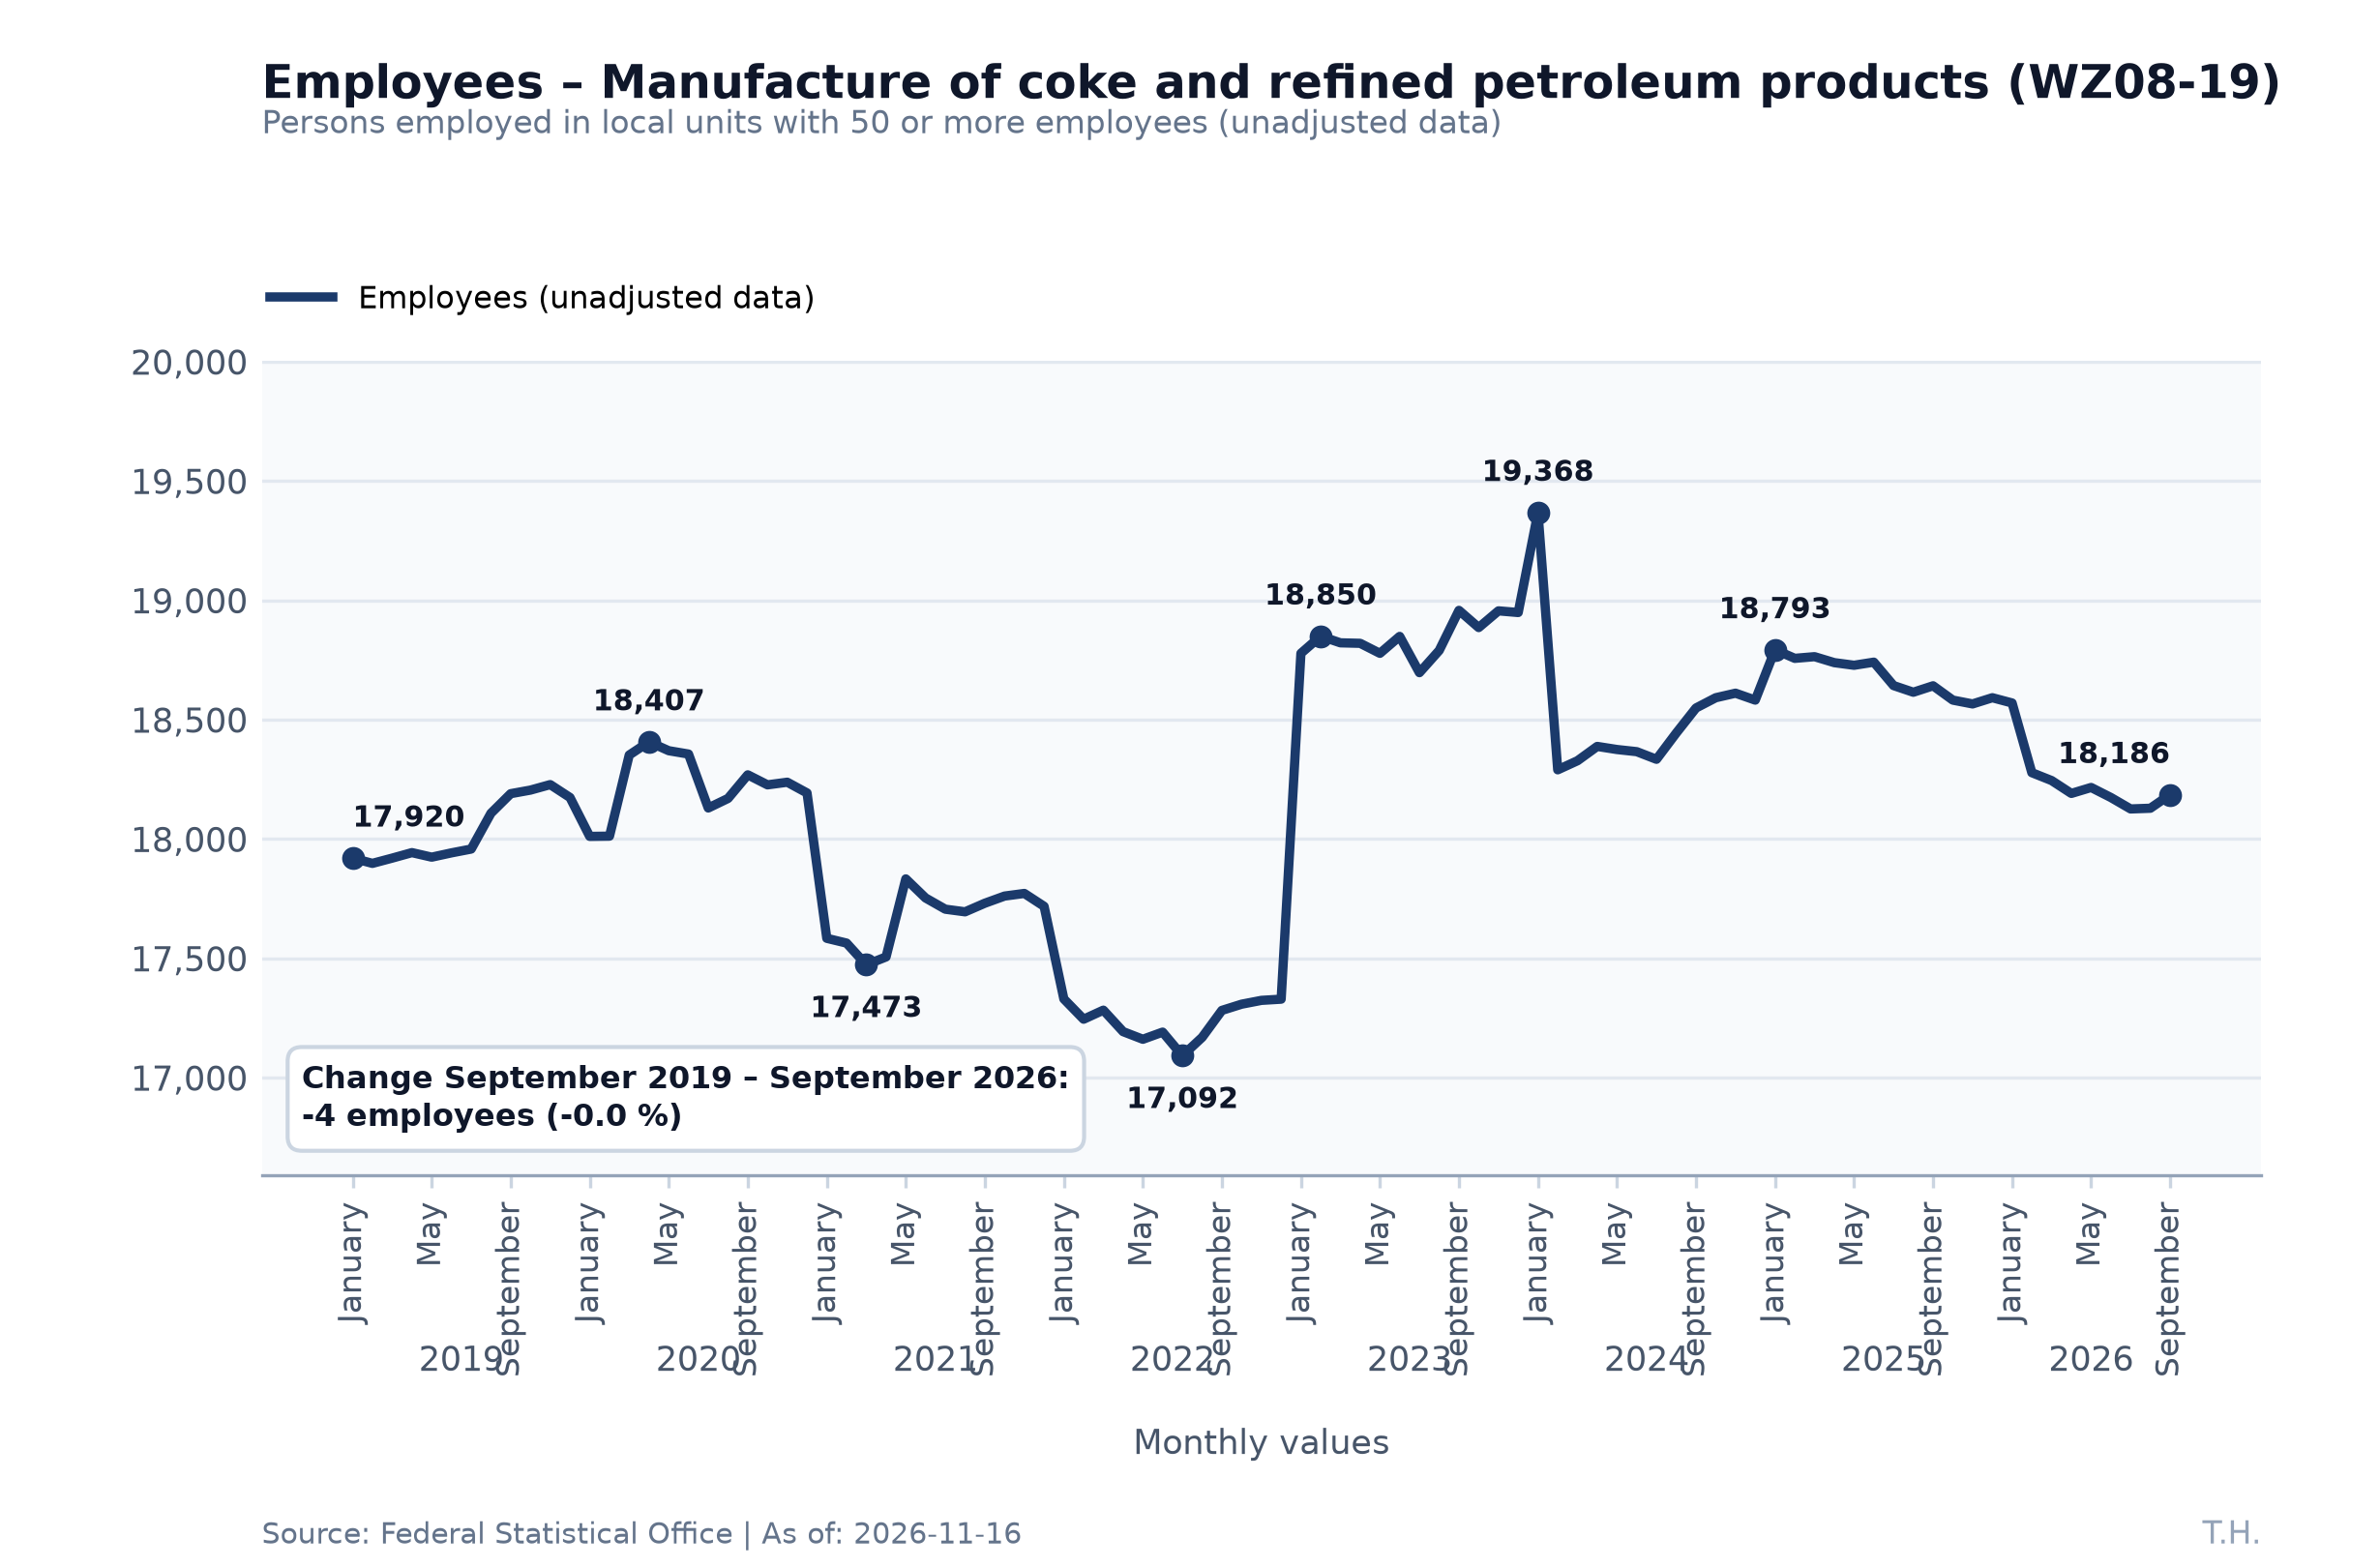 Employees – Manufacture of coke and refined petroleum products (WZ08-19)
Persons employed in local units with 50 or more employees (unadjusted data)
Employees (unadjusted data)
20,000
19,500
19,000
18,500
18,000
17,500
17,000
17,920
18,407
17,473
17,092
18,850
19,368
18,793
18,186
Change September 2019 – September 2026:
-4 employees (-0.0 %)
January
May
September
January
May
September
January
May
September
January
May
September
January
May
September
January
May
September
January
May
September
January
May
September
2019
2020
2021
2022
2023
2024
2025
2026
Monthly values
Source: Federal Statistical Office | As of: 2026-11-16
T.H.